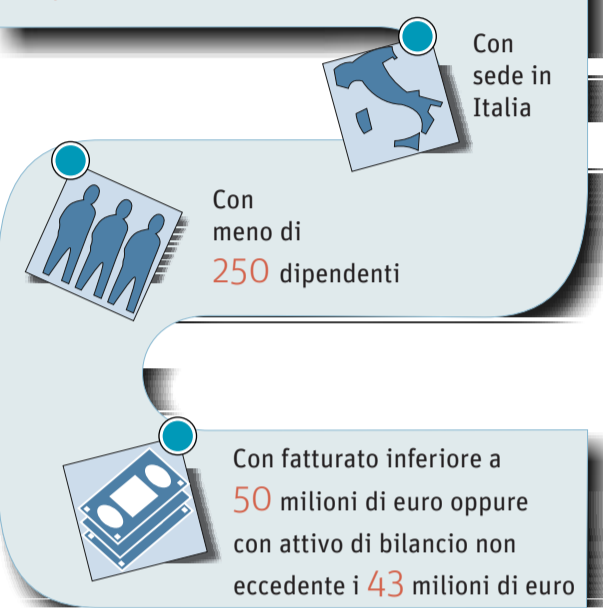 Con
sede in
Italia
Con
meno di
250 dipendenti
Con fatturato inferiore a
50 milioni di euro oppure
con attivo di bilancio non
eccedente i 43 milioni di euro